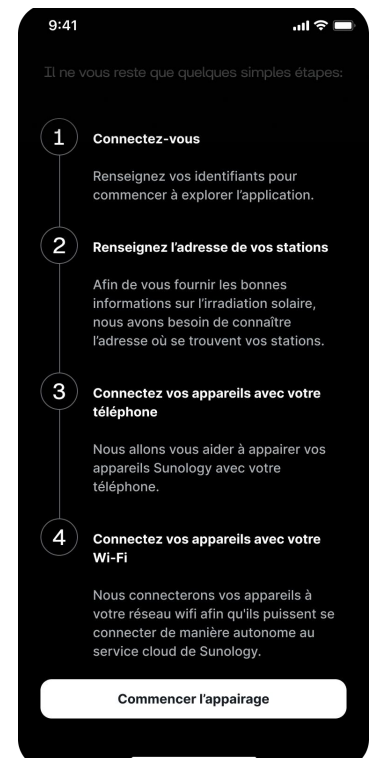 9:41
Il ne vous reste que quelques simples étapes:
1
Connectez-vous
Renseignez vos identifiants pour
commencer à explorer l’application.
2
Renseignez l’adresse de vos stations
Afin de vous fournir les bonnes
informations sur l’irradiation solaire,
nous avons besoin de connaître
l’adresse où se trouvent vos stations.
3
Connectez vos appareils avec votre
téléphone
Nous allons vous aider à appairer vos
appareils Sunology avec votre
téléphone.
4
Connectez vos appareils avec votre
Wi-Fi
Nous connecterons vos appareils à
votre réseau wifi afin qu'ils puissent se
connecter de manière autonome au
service cloud de Sunology.
Commencer l’appairage